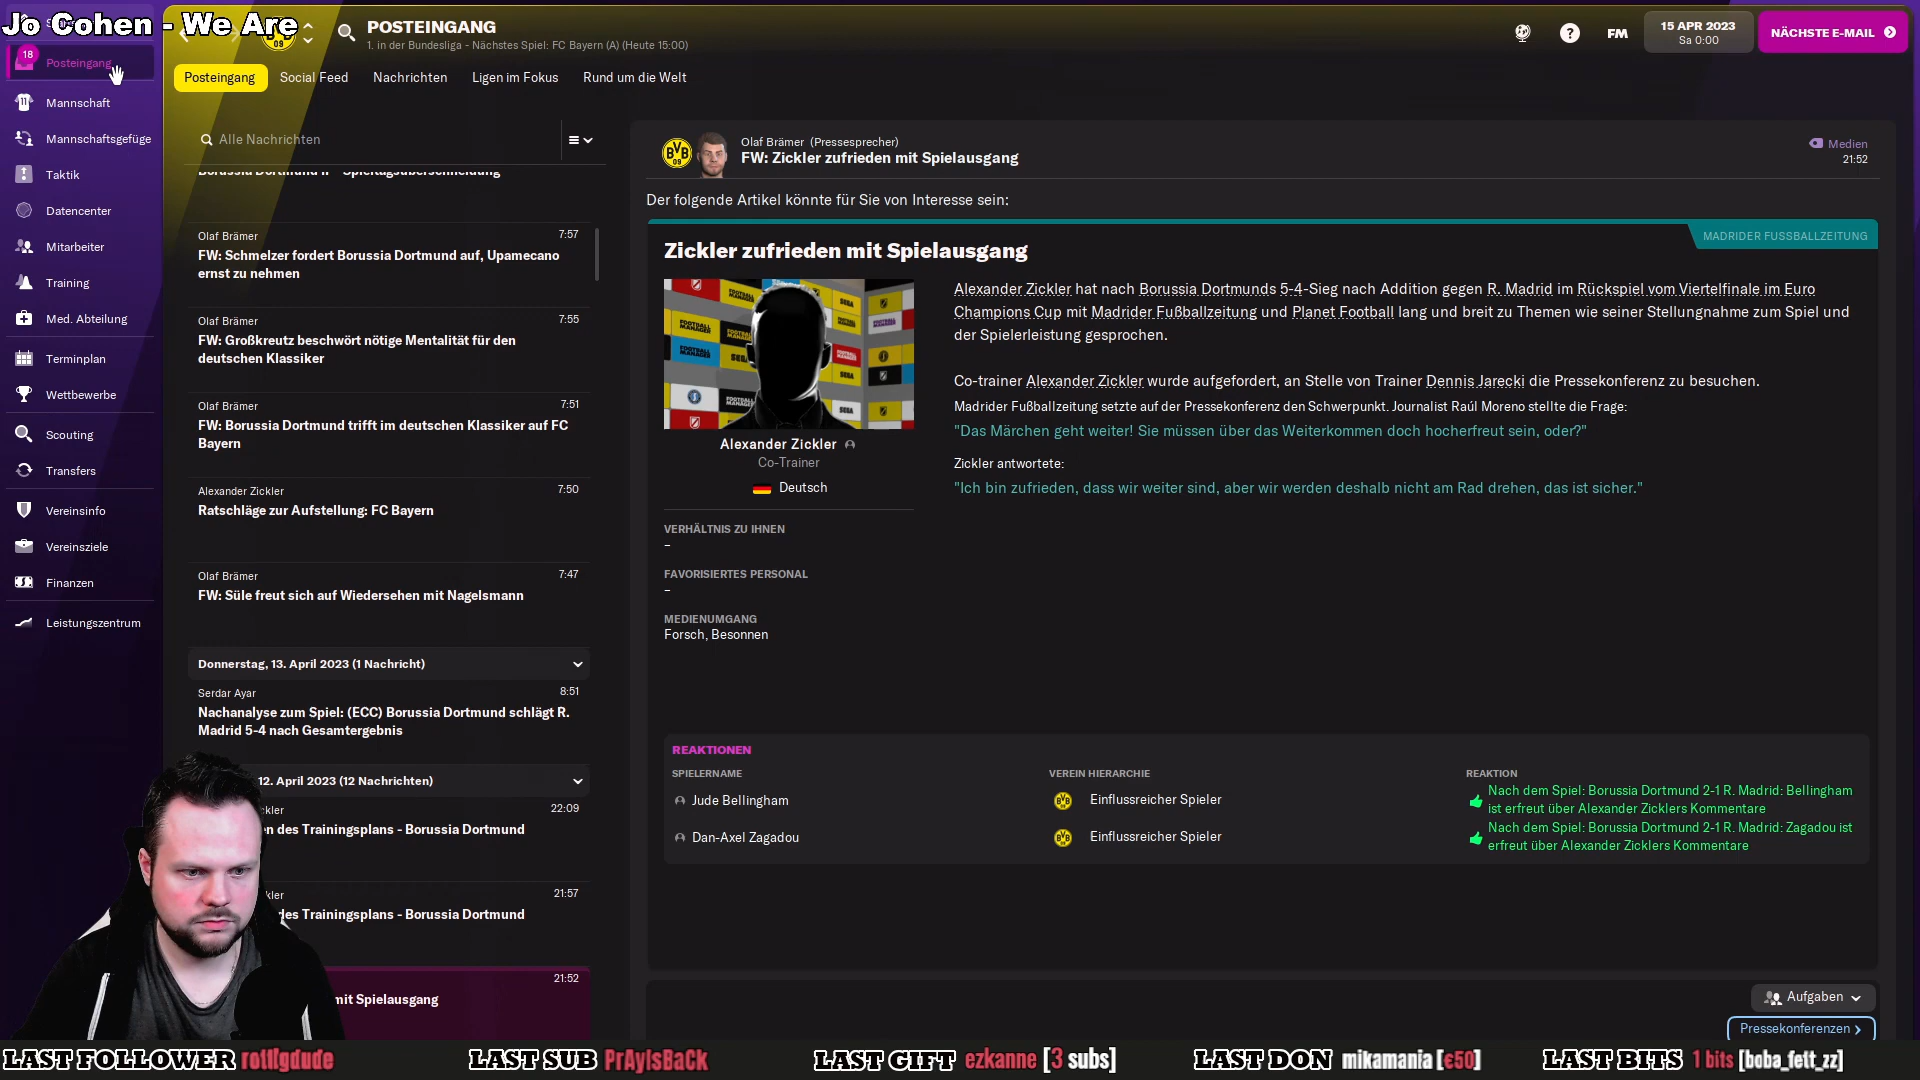 Jo Cohen - We Are
POSTEINGANG
1. in der Bundesliga - Nächstes Spiel: FC Bayern (A) (Heute 15:00)
FM
15 APR 2023
Sa 0:00
NÄCHSTE E-MAIL
18
Posteingang
Mannschaft
Mannschaftsgefüge
Taktik
Datencenter
Mitarbeiter
Training
Med. Abteilung
Terminplan
Wettbewerbe
Scouting
Transfers
Vereinsinfo
Vereinsziele
Finanzen
Leistungszentrum
Posteingang
Social Feed
Nachrichten
Ligen im Fokus
Rund um die Welt
Alle Nachrichten
Borussia Dortmund II - Spieltagsüberschneidung
Olaf Brämer
7:57
FW: Schmelzer fordert Borussia Dortmund auf, Upamecano
ernst zu nehmen
Olaf Brämer
7:55
FW: Großkreutz beschwört nötige Mentalität für den
deutschen Klassiker
Olaf Brämer
7:51
FW: Borussia Dortmund trifft im deutschen Klassiker auf FC
Bayern
Alexander Zickler
7:50
Ratschläge zur Aufstellung: FC Bayern
Olaf Brämer
7:47
FW: Süle freut sich auf Wiedersehen mit Nagelsmann
Donnerstag, 13. April 2023 (1 Nachricht)
Serdar Ayar
8:51
Nachanalyse zum Spiel: (ECC) Borussia Dortmund schlägt R.
Madrid 5-4 nach Gesamtergebnis
12. April 2023 (12 Nachrichten)
22:09
des Trainingsplans - Borussia Dortmund
21:57
des Trainingsplans - Borussia Dortmund
21:52
mit Spielausgang
Olaf Brämer (Pressesprecher)
FW: Zickler zufrieden mit Spielausgang
Medien
21:52
Der folgende Artikel könnte für Sie von Interesse sein:
MADRIDER FUSSBALLZEITUNG
Zickler zufrieden mit Spielausgang
Alexander Zickler
Co-Trainer
Deutsch
VERHÄLTNIS ZU IHNEN
-
FAVORISIERTES PERSONAL
-
MEDIENUMGANG
Forsch, Besonnen
Alexander Zickler hat nach Borussia Dortmunds 5-4-Sieg nach Addition gegen R. Madrid im Rückspiel vom Viertelfinale im Euro
Champions Cup mit Madrider Fußballzeitung und Planet Football lang und breit zu Themen wie seiner Stellungnahme zum Spiel und
der Spielerleistung gesprochen.
Co-trainer Alexander Zickler wurde aufgefordert, an Stelle von Trainer Dennis Jarecki die Pressekonferenz zu besuchen.
Madrider Fußballzeitung setzte auf der Pressekonferenz den Schwerpunkt. Journalist Raúl Moreno stellte die Frage:
"Das Märchen geht weiter! Sie müssen über das Weiterkommen doch hocherfreut sein, oder?"
Zickler antwortete:
"Ich bin zufrieden, dass wir weiter sind, aber wir werden deshalb nicht am Rad drehen, das ist sicher."
REAKTIONEN
SPIELERNAME
VEREIN HIERARCHIE
REAKTION
Jude Bellingham
Einflussreicher Spieler
Nach dem Spiel: Borussia Dortmund 2-1 R. Madrid: Bellingham
ist erfreut über Alexander Zicklers Kommentare
Dan-Axel Zagadou
Einflussreicher Spieler
Nach dem Spiel: Borussia Dortmund 2-1 R. Madrid: Zagadou ist
erfreut über Alexander Zicklers Kommentare
Aufgaben
Pressekonferenzen
LAST FOLLOWER rottigdude
LAST SUB PrAyIsBaCk
LAST GIFT ezkanne [3 subs]
LAST DON mikamania [€50]
LAST BITS 1 bits [boba_fett_zz]